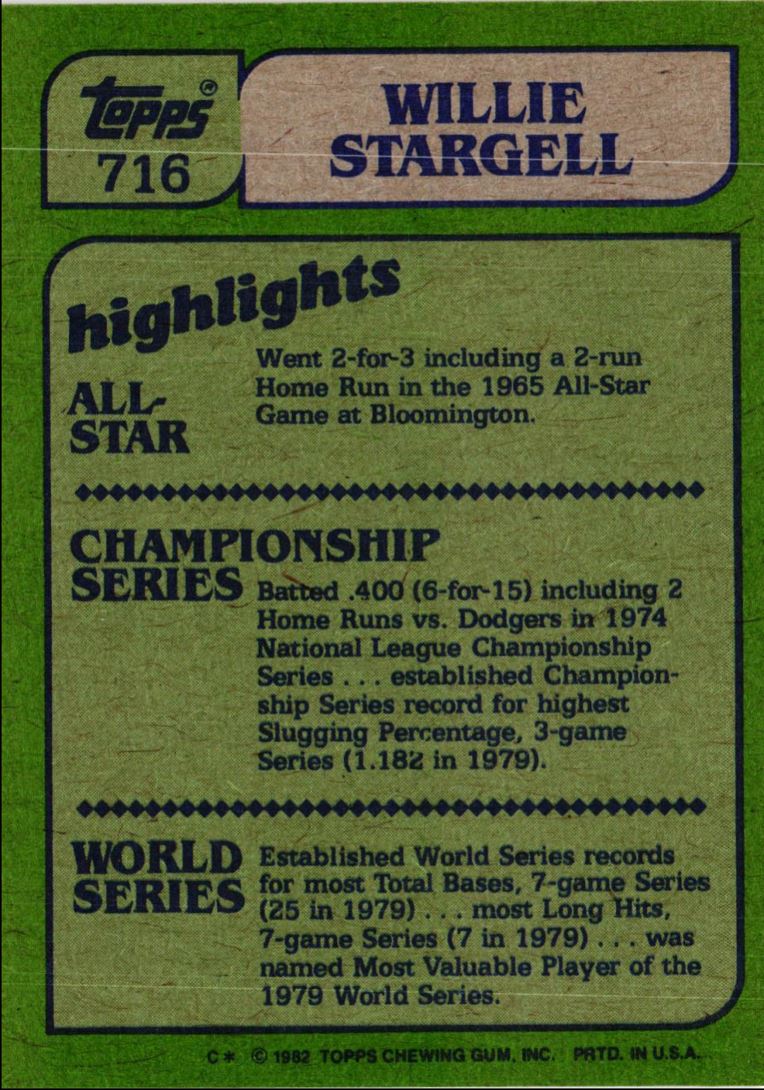 topps®
716
WILLIE
STARGELL
highlights
ALL-
STAR
Went 2-for-3 including a 2-run
Home Run in the 1965 All-Star
Game at Bloomington.
CHAMPIONSHIP
SERIES
Batted .400 (6-for-15) including 2
Home Runs vs. Dodgers in 1974
National League Championship
Series . . . established Champion-
ship Series record for highest
Slugging Percentage, 3-game
Series (1.182 in 1979).
WORLD
SERIES
Established World Series records
for most Total Bases, 7-game Series
(25 in 1979) . . . most Long Hits,
7-game Series (7 in 1979) . . . was
named Most Valuable Player of the
1979 World Series.
C* © 1982 TOPPS CHEWING GUM, INC. PRTD. IN U.S.A.